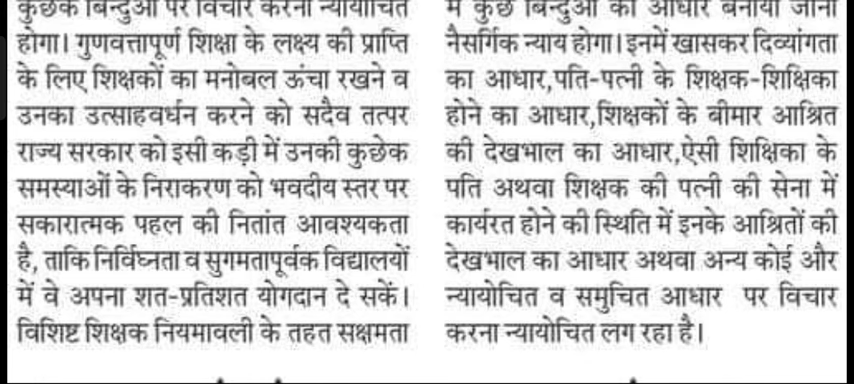 कुछेक बिन्दुओं पर विचार करना न्यायोचित
होगा। गुणवत्तापूर्ण शिक्षा के लक्ष्य की प्राप्ति
के लिए शिक्षकों का मनोबल ऊंचा रखने व
उनका उत्साहवर्धन करने को सदैव तत्पर
राज्य सरकार को इसी कड़ी में उनकी कुछेक
समस्याओं के निराकरण को भवदीय स्तर पर
सकारात्मक पहल की नितांत आवश्यकता
है, ताकि निर्विघ्नता व सुगमतापूर्वक विद्यालयों
में वे अपना शत-प्रतिशत योगदान दे सकें।
विशिष्ट शिक्षक नियमावली के तहत सक्षमता
में कुछ बिन्दुओं को आधार बनाया जाना
नैसर्गिक न्याय होगा। इनमें खासकर दिव्यांगता
का आधार,पति-पत्नी के शिक्षक-शिक्षिका
होने का आधार,शिक्षकों के बीमार आश्रित
की देखभाल का आधार,ऐसी शिक्षिका के
पति अथवा शिक्षक की पत्नी की सेना में
कार्यरत होने की स्थिति में इनके आश्रितों की
देखभाल का आधार अथवा अन्य कोई और
न्यायोचित व समुचित आधार पर विचार
करना न्यायोचित लग रहा है।